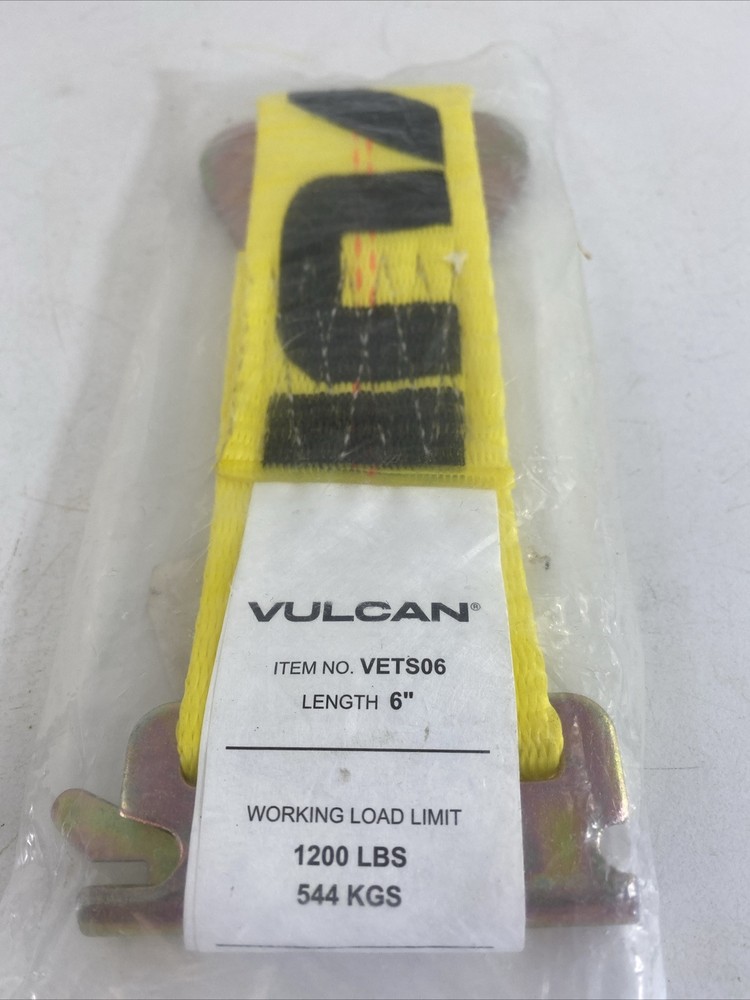 VULCAN®
ITEM NO. VETS06
LENGTH 6"
WORKING LOAD LIMIT
1200 LBS
544 KGS